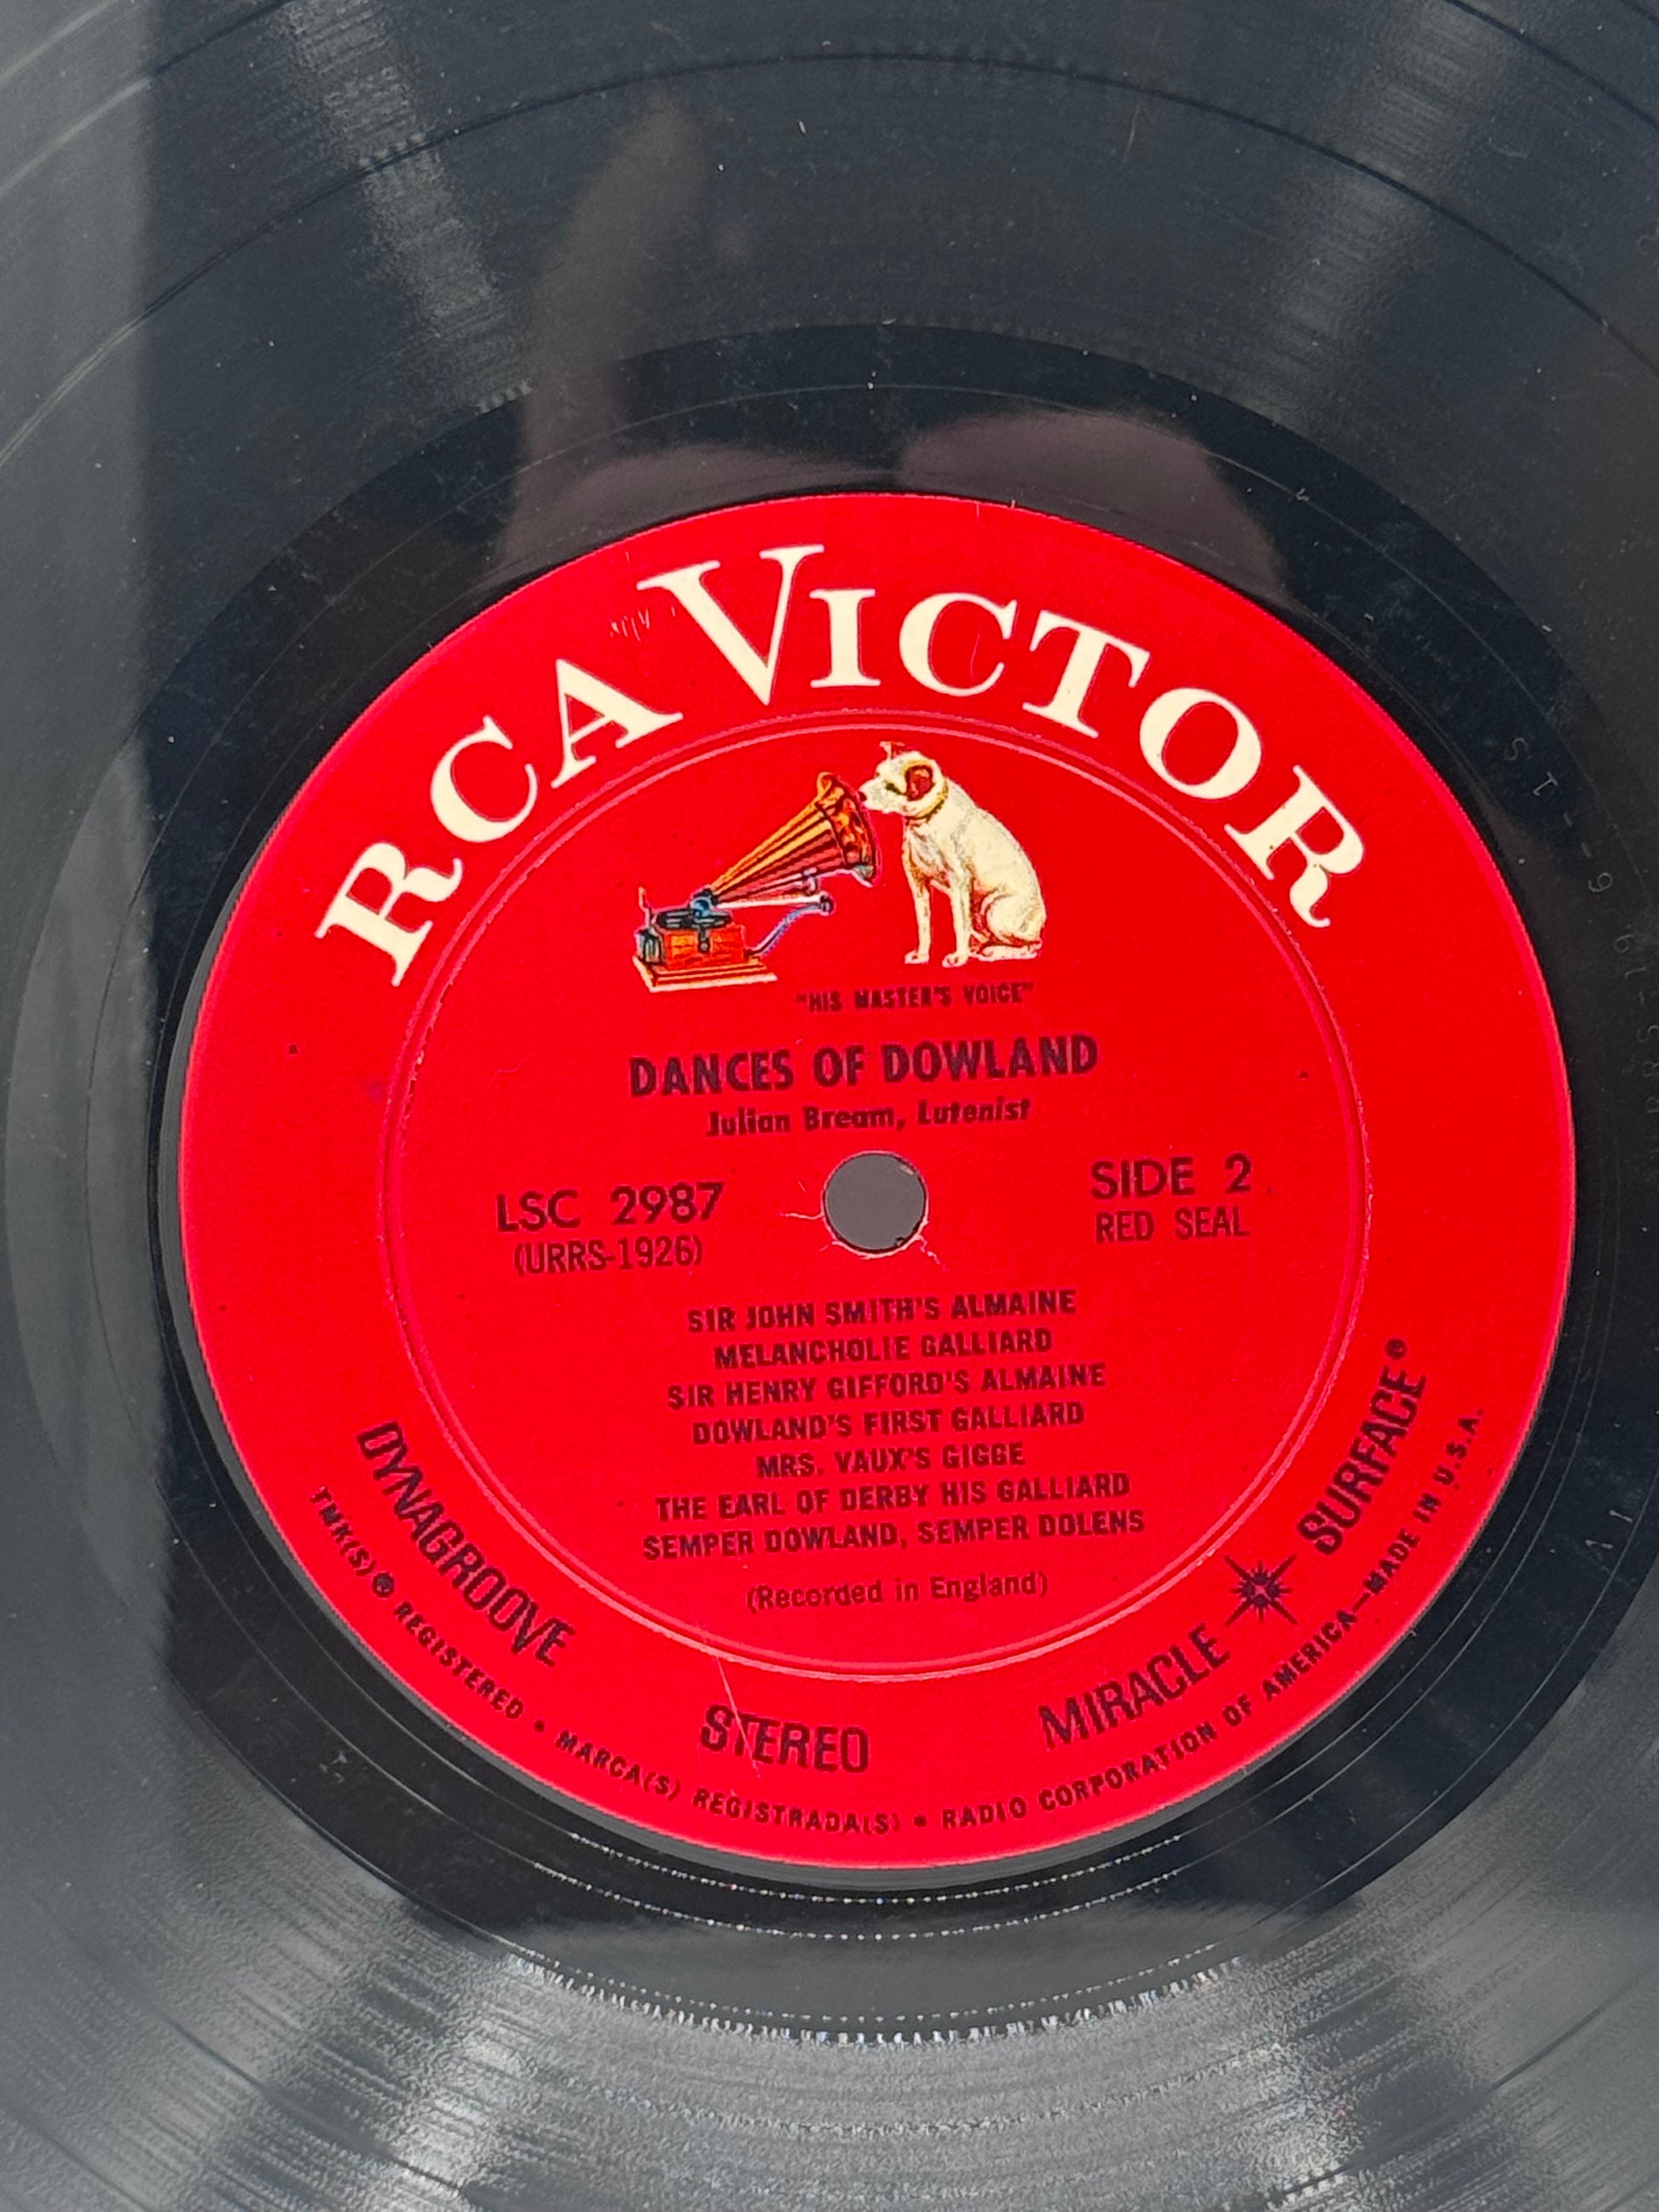 RCA VICTOR
"HIS MASTER'S VOICE"
DANCES OF DOWLAND
Julian Bream, Lutenist
LSC 2987
(URRS-1926)
SIDE 2
RED SEAL
SIR JOHN SMITH'S ALMAINE
MELANCHOLIE GALLIARD
SIR HENRY GIFFORD'S ALMAINE
DOWLAND'S FIRST GALLIARD
MRS. VAUX'S GIGGE
THE EARL OF DERBY HIS GALLIARD
SEMPER DOWLAND, SEMPER DOLENS
(Recorded in England)
DYNAGROOVE
STEREO
MIRACLE SURFACE®
TMK(S) ® REGISTERED • MARCA(S) REGISTRADA(S) • RADIO CORPORATION OF AMERICA—MADE IN U.S.A.
A1